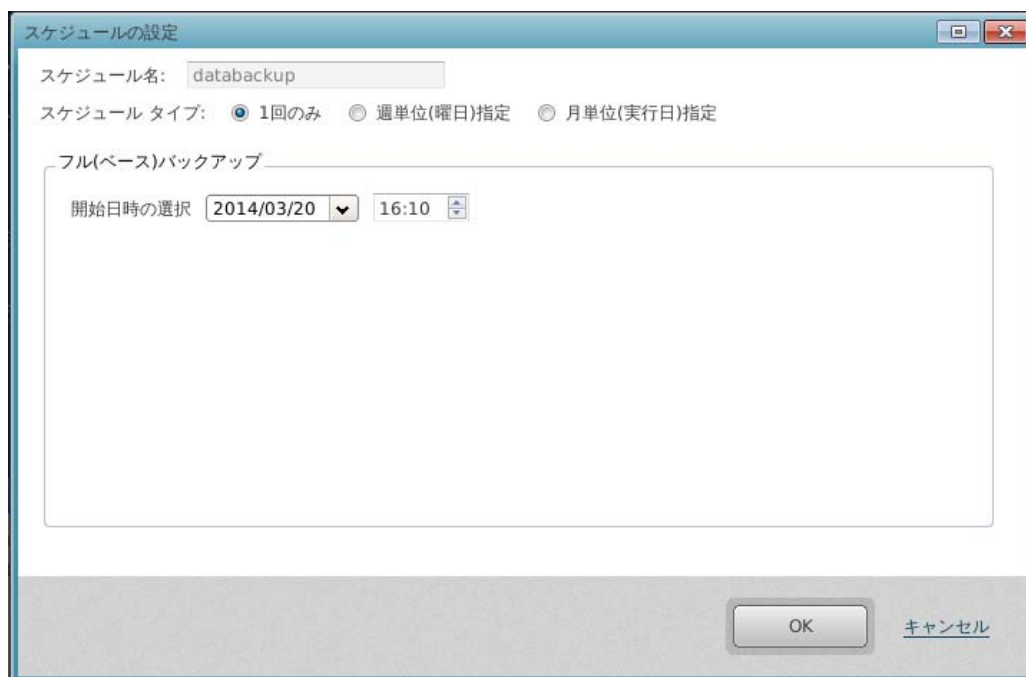 スケジュールの設定
スケジュール名: databackup
スケジュール タイプ: 1回のみ 週単位(曜日)指定 月単位(実行日)指定
フル(ベース)バックアップ
開始日時の選択 2014/03/20 16:10
OK キャンセル